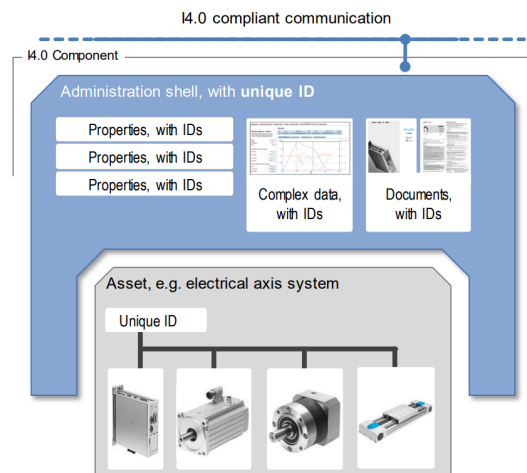 I4.0 compliant communication
I4.0 Component
Administration shell, with unique ID
Properties, with IDs
Properties, with IDs
Properties, with IDs
Complex data,
with IDs
Documents,
with IDs
Asset, e.g. electrical axis system
Unique ID